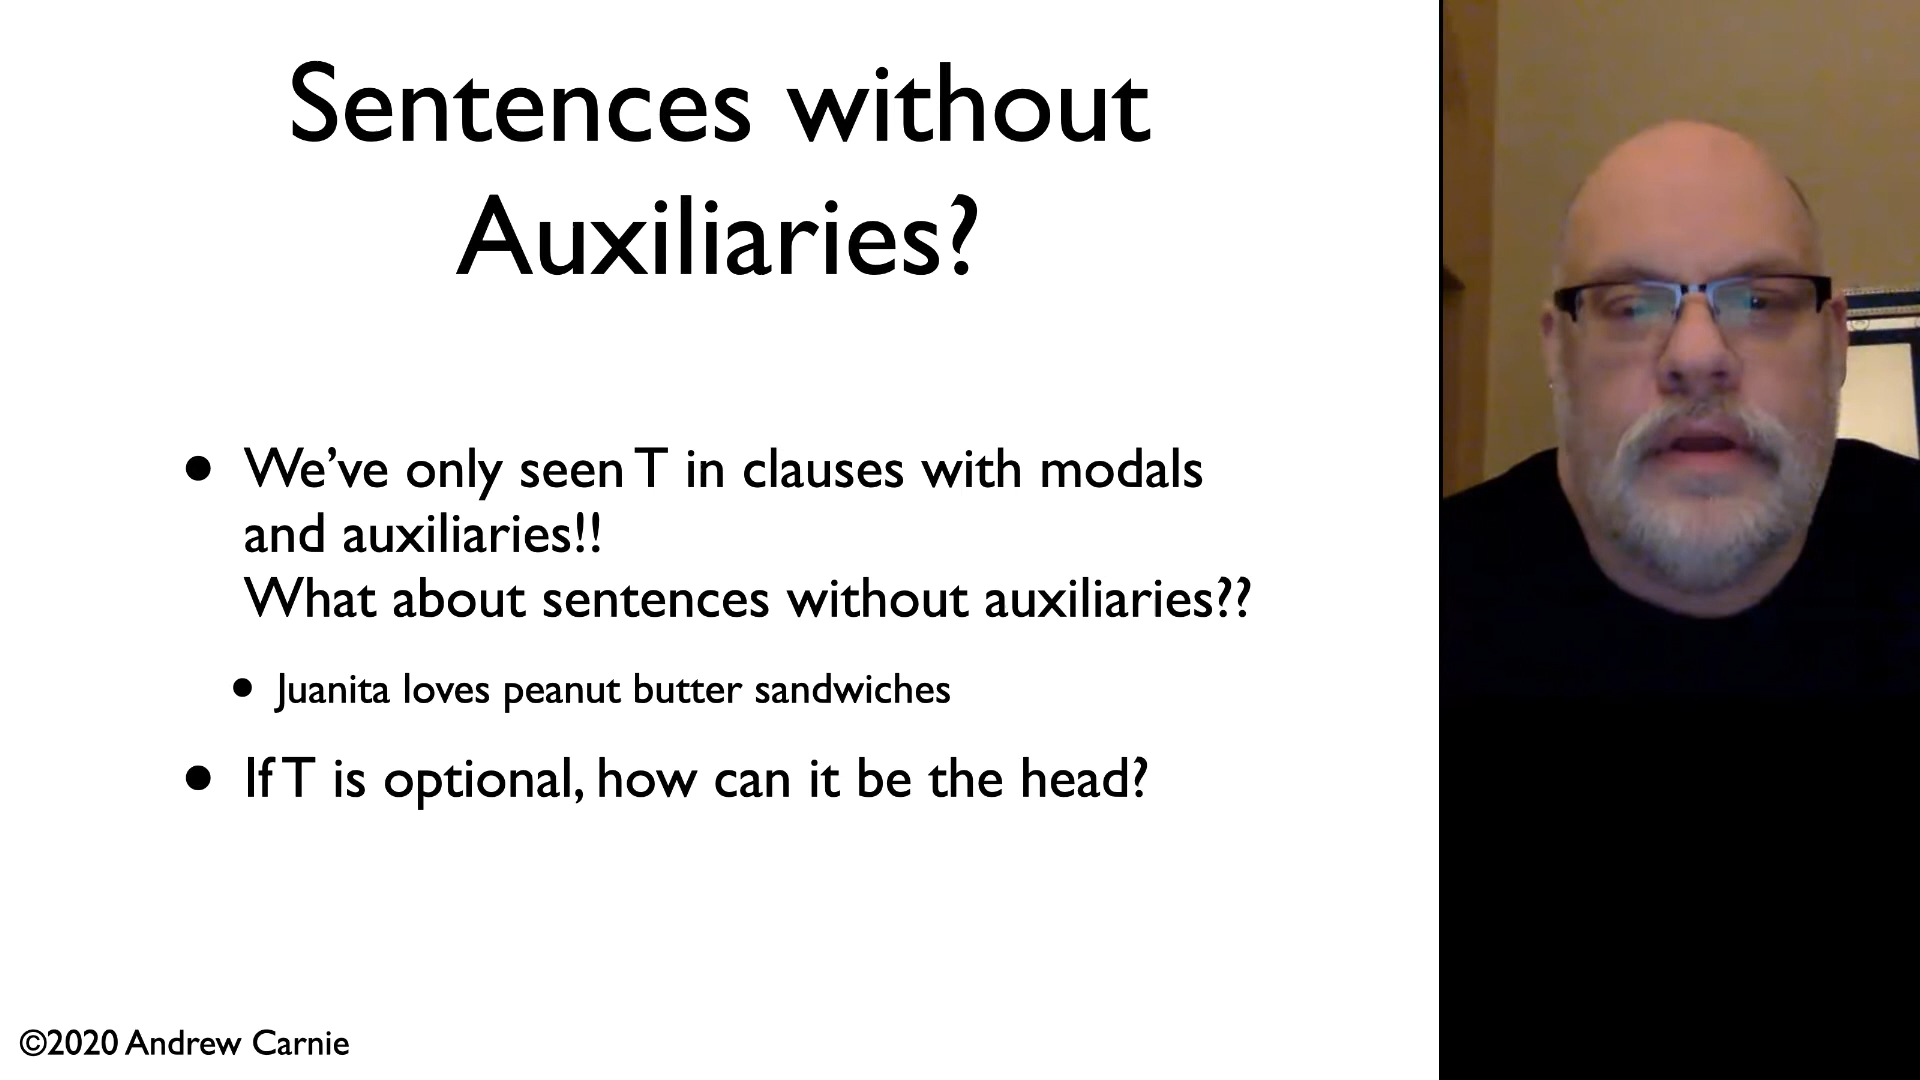 Sentences without
Auxiliaries?
• We’ve only seen T in clauses with modals
and auxiliaries!!
What about sentences without auxiliaries??
• Juanita loves peanut butter sandwiches
• If T is optional, how can it be the head?
©2020 Andrew Carnie